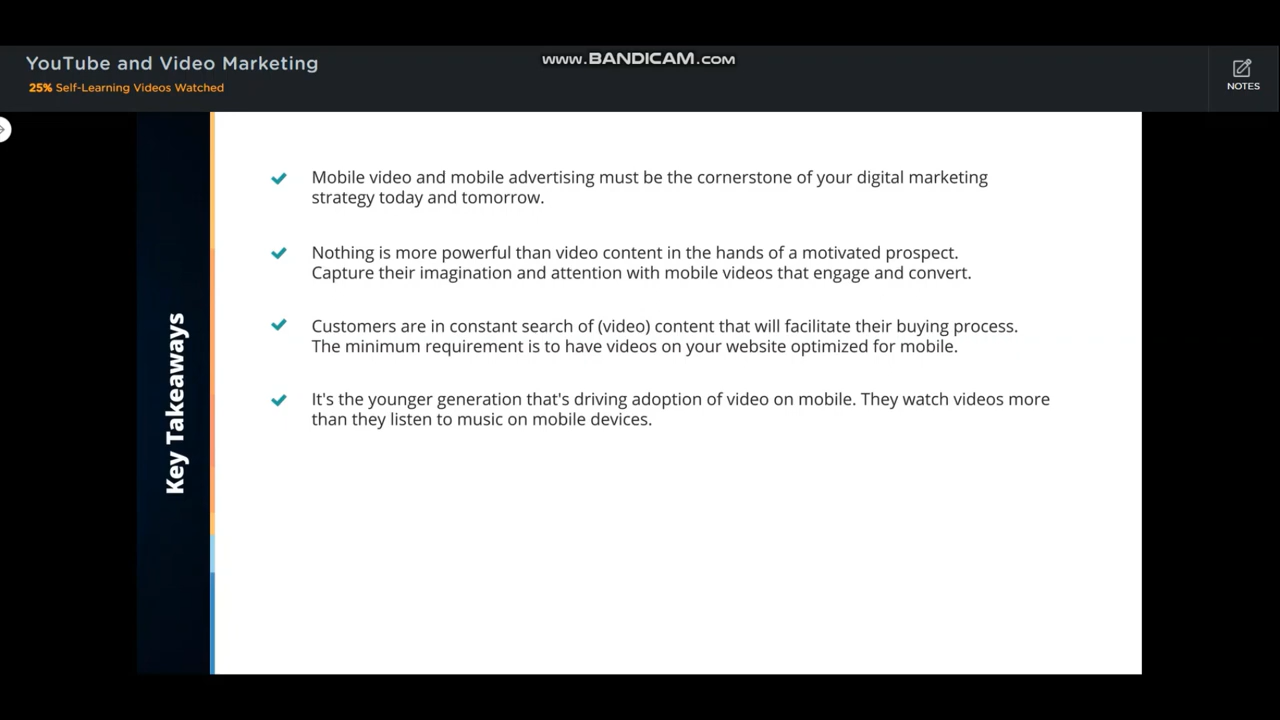 www.BANDICAM.com
YouTube and Video Marketing
25% Self-Learning Videos Watched
NOTES
Key Takeaways
Mobile video and mobile advertising must be the cornerstone of your digital marketing
strategy today and tomorrow.
Nothing is more powerful than video content in the hands of a motivated prospect.
Capture their imagination and attention with mobile videos that engage and convert.
Customers are in constant search of (video) content that will facilitate their buying process.
The minimum requirement is to have videos on your website optimized for mobile.
It's the younger generation that's driving adoption of video on mobile. They watch videos more
than they listen to music on mobile devices.